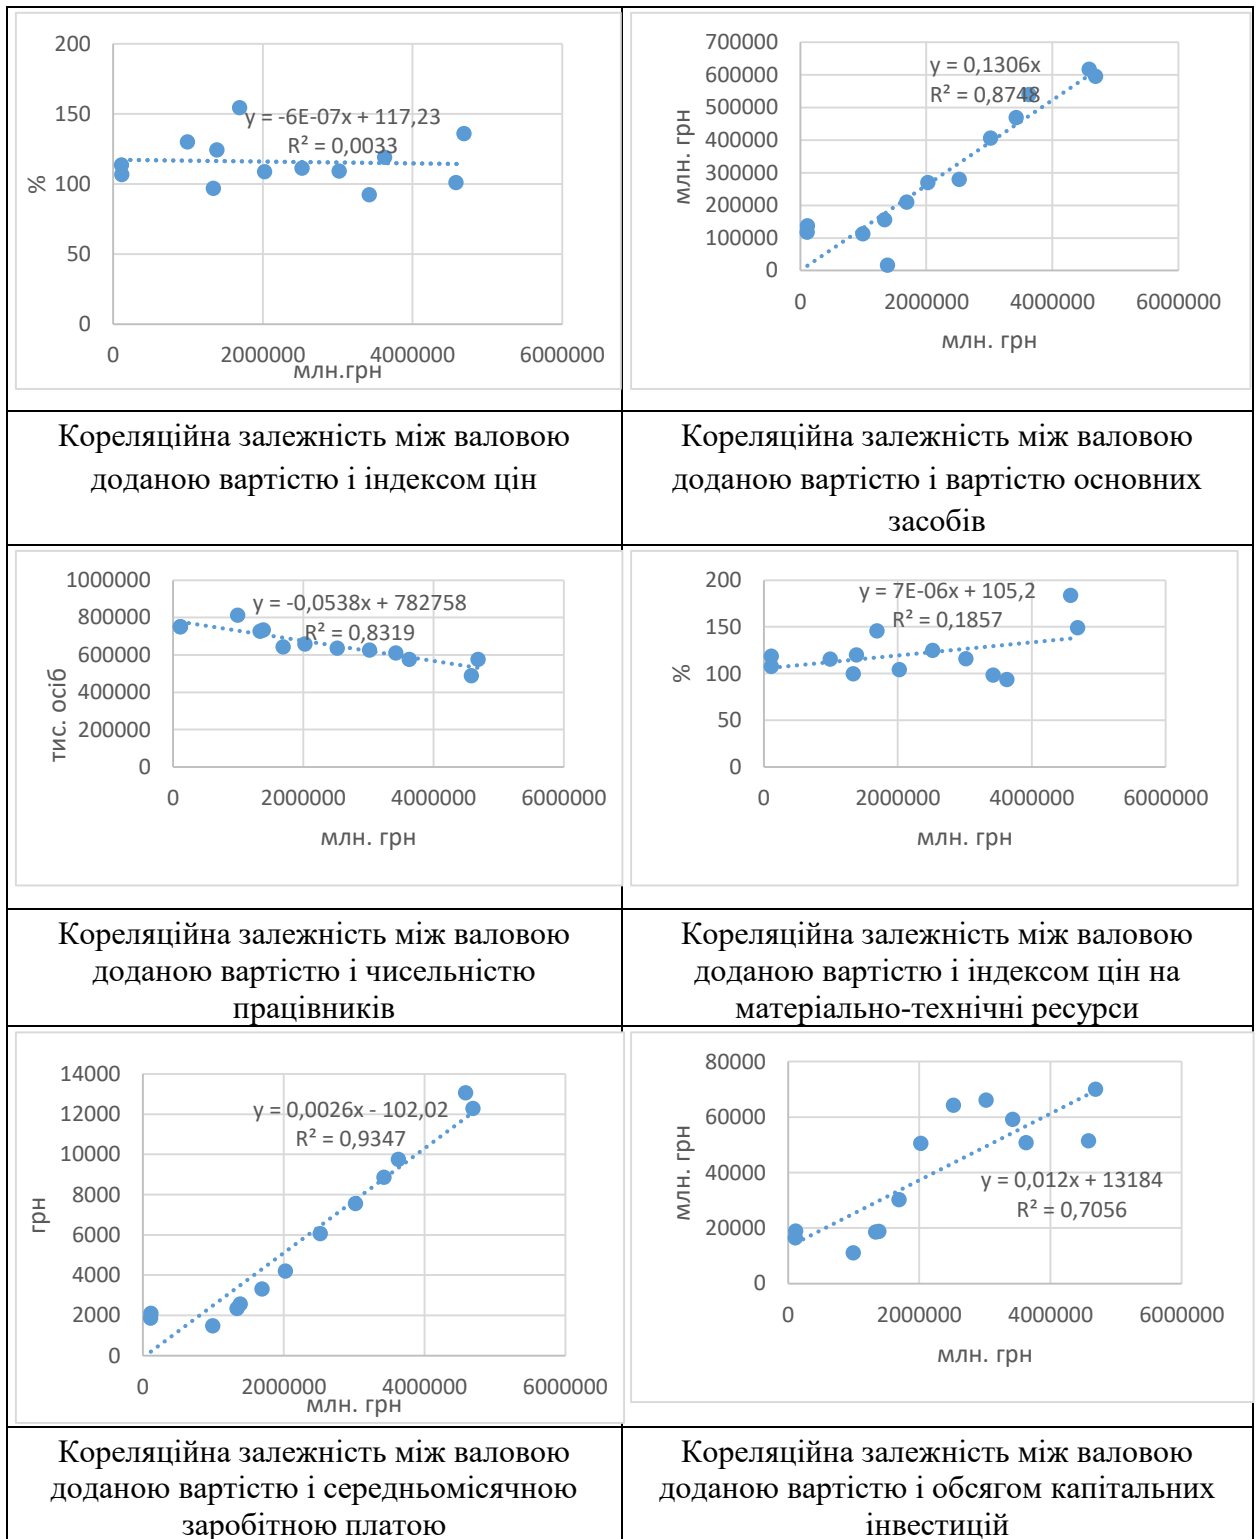 200
150
100
50
0
%
y = -6E-07x + 117,23
R² = 0,0033
0 2000000 4000000 6000000
млн.грн
700000
600000
500000
400000
300000
200000
100000
0
млн. грн
y = 0,1306x
R² = 0,8748
0 2000000 4000000 6000000
млн. грн
Кореляційна залежність між валовою
доданою вартістю і індексом цін
Кореляційна залежність між валовою
доданою вартістю і вартістю основних
засобів
1000000
800000
600000
400000
200000
0
тис. осіб
y = -0,0538x + 782758
R² = 0,8319
0 2000000 4000000 6000000
млн. грн
200
150
100
50
0
%
y = 7E-06x + 105,2
R² = 0,1857
0 2000000 4000000 6000000
млн. грн
Кореляційна залежність між валовою
доданою вартістю і чисельністю
працівників
Кореляційна залежність між валовою
доданою вартістю і індексом цін на
матеріально-технічні ресурси
14000
12000
10000
8000
6000
4000
2000
0
грн
y = 0,0026x - 102,02
R² = 0,9347
0 2000000 4000000 6000000
млн. грн
80000
60000
40000
20000
0
млн. грн
y = 0,012x + 13184
R² = 0,7056
0 2000000 4000000 6000000
млн. грн
Кореляційна залежність між валовою
доданою вартістю і середньомісячною
заробітною платою
Кореляційна залежність між валовою
доданою вартістю і обсягом капітальних
інвестицій